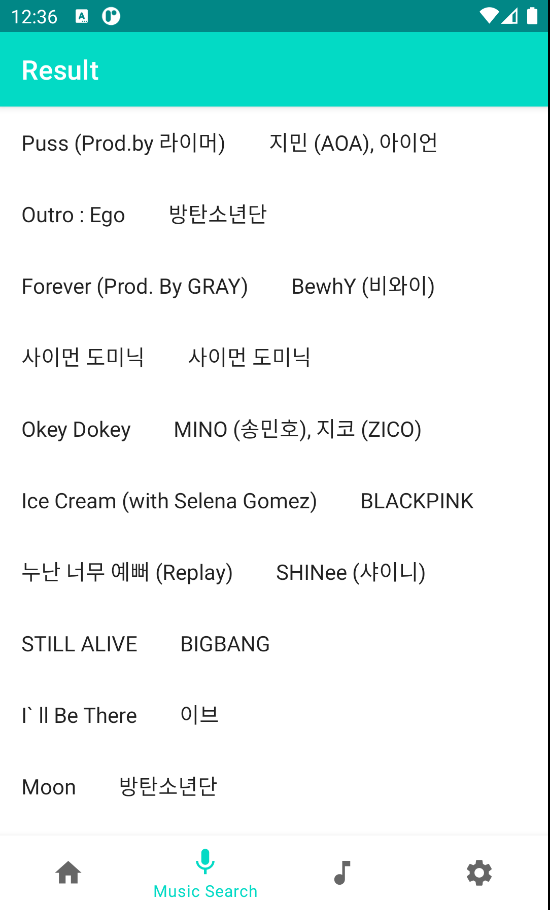 12:36
Result
Puss (Prod.by 라이머) 지민 (AOA), 아이언
Outro : Ego 방탄소년단
Forever (Prod. By GRAY) BewhY (비와이)
사이먼 도미닉 사이먼 도미닉
Okey Dokey MINO (송민호), 지코 (ZICO)
Ice Cream (with Selena Gomez) BLACKPINK
누난 너무 예뻐 (Replay) SHINee (샤이니)
STILL ALIVE BIGBANG
I` ll Be There 이브
Moon 방탄소년단
Music Search